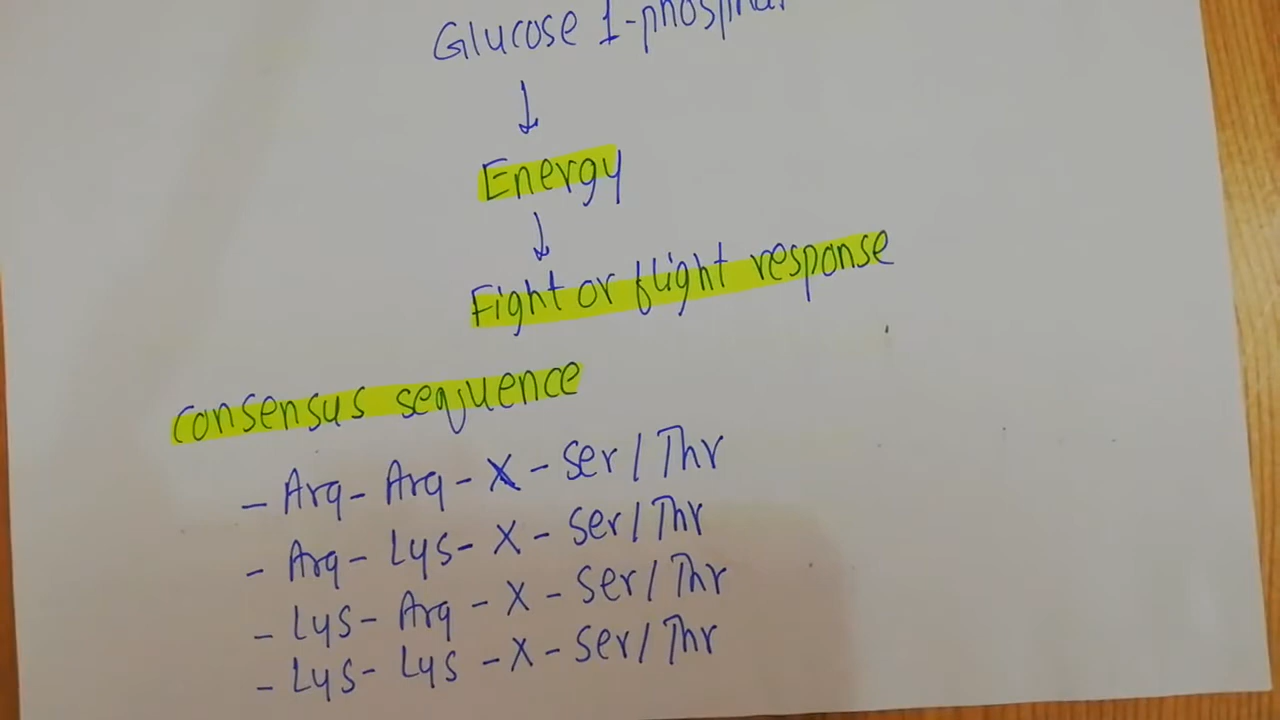 Glucose 1-phosphat
↓
Energy
↓
Fight or flight response
consensus sequence
- Arg- Arg- X - Ser / Thr
- Arg- Lys- X - Ser / Thr
- Lys- Arg - X - Ser / Thr
- Lys- Lys - X - Ser / Thr